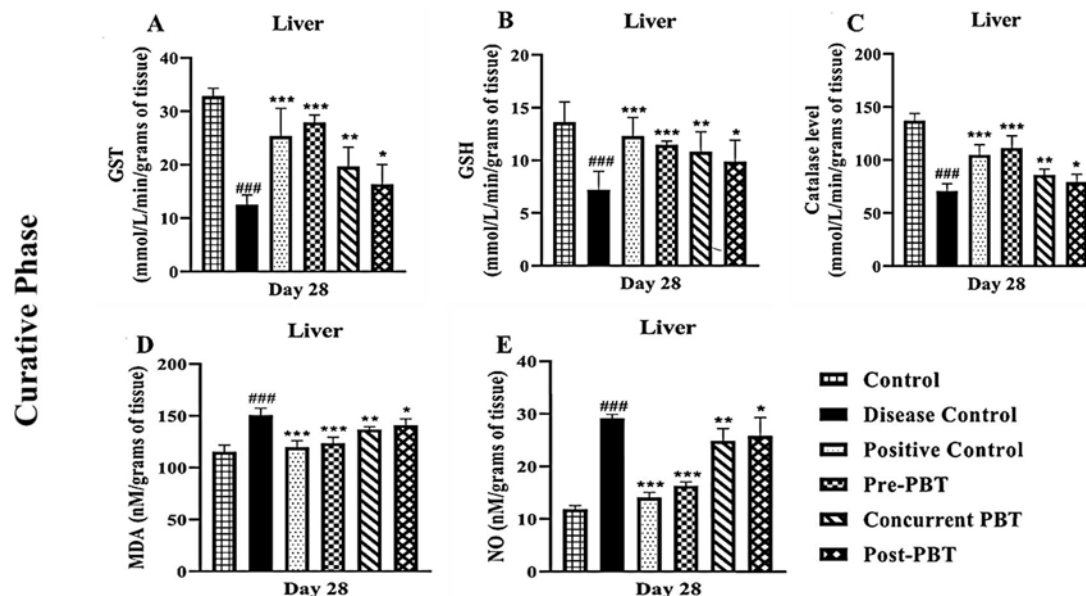 Curative Phase
A
Liver
GST
(mmol/L/min/grams of tissue)
40
30
20
10
0
###
***
***
**
*
Day 28
B
Liver
GSH
(mmol/L/min/grams of tissue)
20
15
10
5
0
###
***
***
**
*
Day 28
C
Liver
Catalase level
(mmol/L/min/grams of tissue)
200
150
100
50
0
###
***
***
**
*
Day 28
D
Liver
MDA (nM/grams of tissue)
200
150
100
50
0
###
***
***
**
*
Day 28
E
Liver
NO (nM/grams of tissue)
40
30
20
10
0
###
***
***
**
*
Day 28
Control
Disease Control
Positive Control
Pre-PBT
Concurrent PBT
Post-PBT